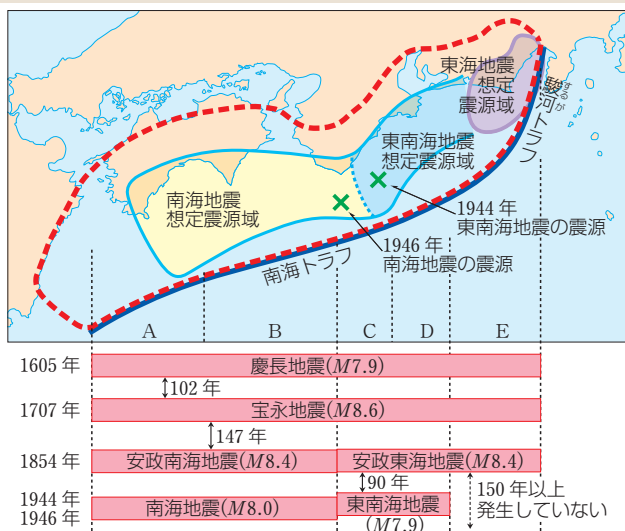 東海地震
想定
震源域
駿河トラフ
するが
東南海地震
想定震源域
南海地震
想定震源域
1944 年
東南海地震の震源
1946 年
南海地震の震源
南海トラフ
A B C D E
1605 年 慶長地震(M7.9)
102 年
1707 年 宝永地震(M8.6)
147 年
1854 年 安政南海地震(M8.4) 安政東海地震(M8.4)
90 年
150 年以上
発生していない
1944 年
1946 年
南海地震(M8.0)
東南海地震
(M7.9)